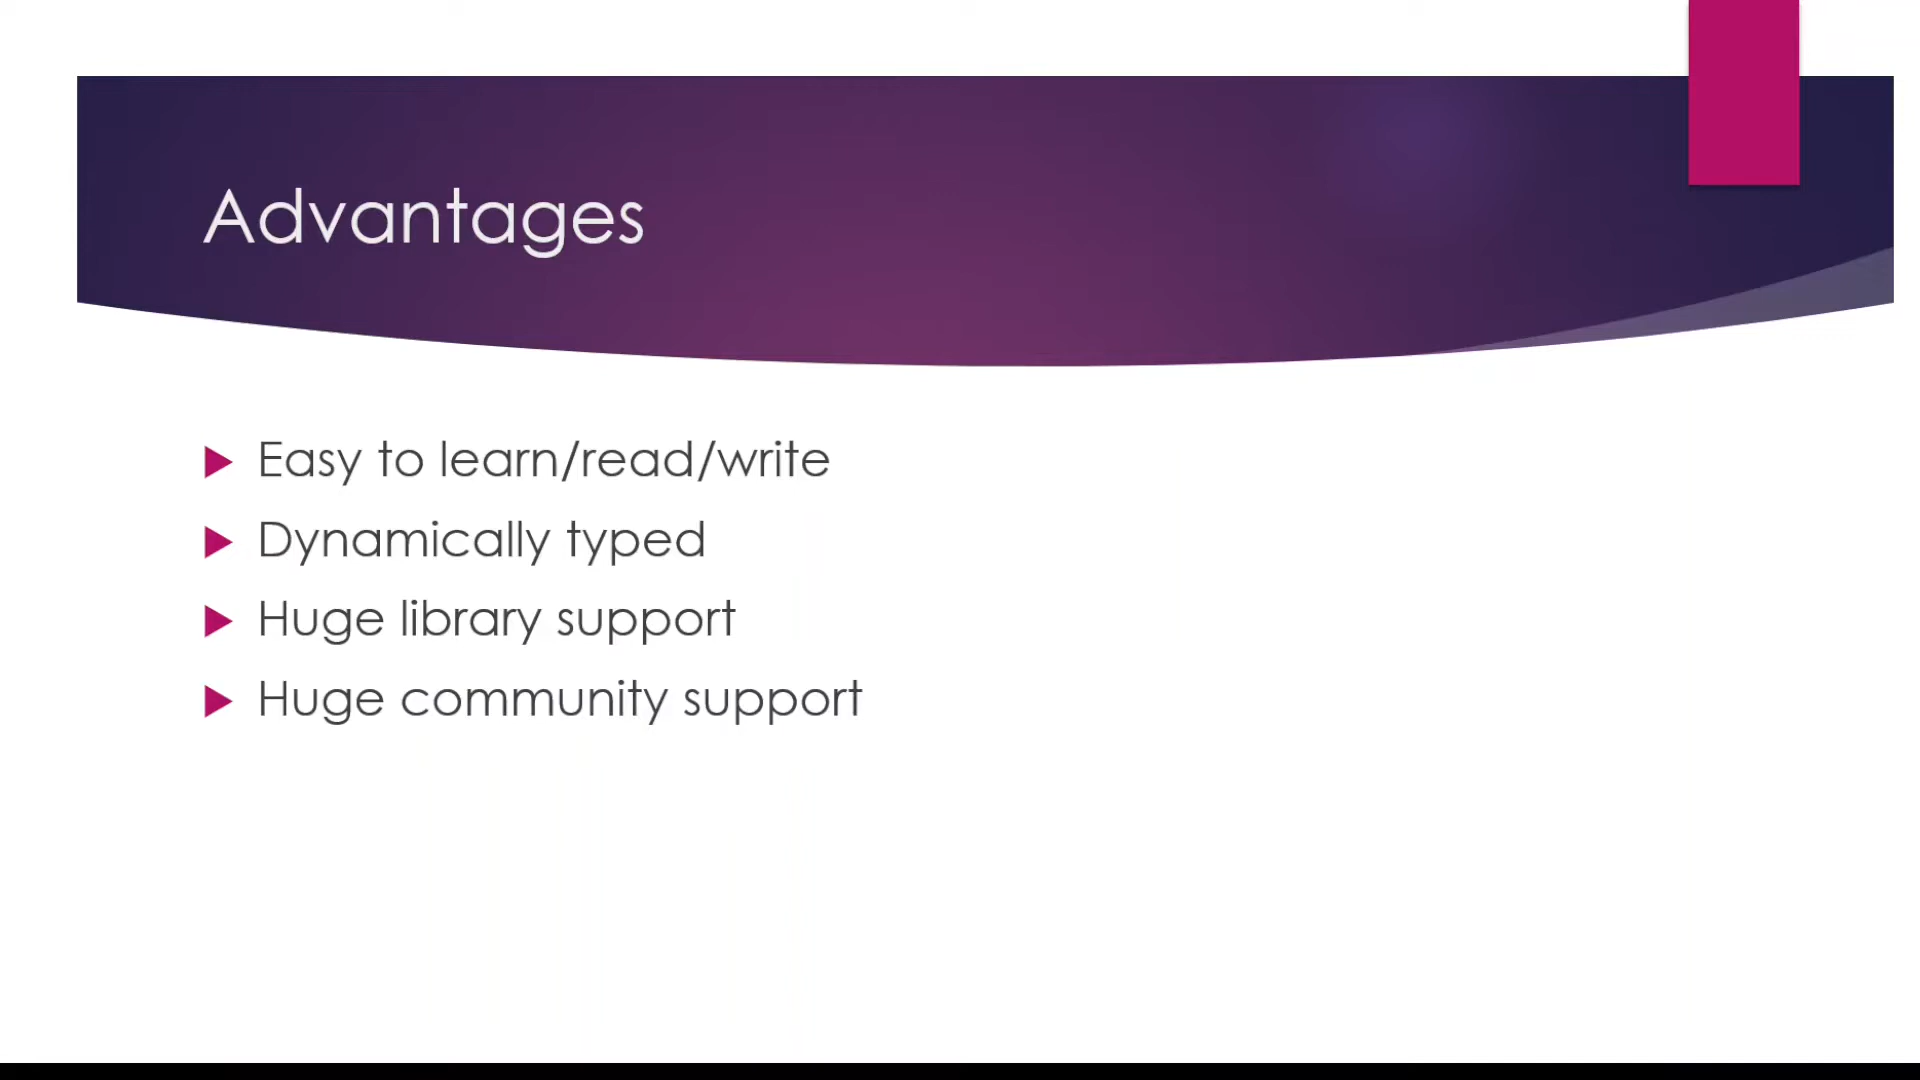 Advantages
Easy to learn/read/write
Dynamically typed
Huge library support
Huge community support